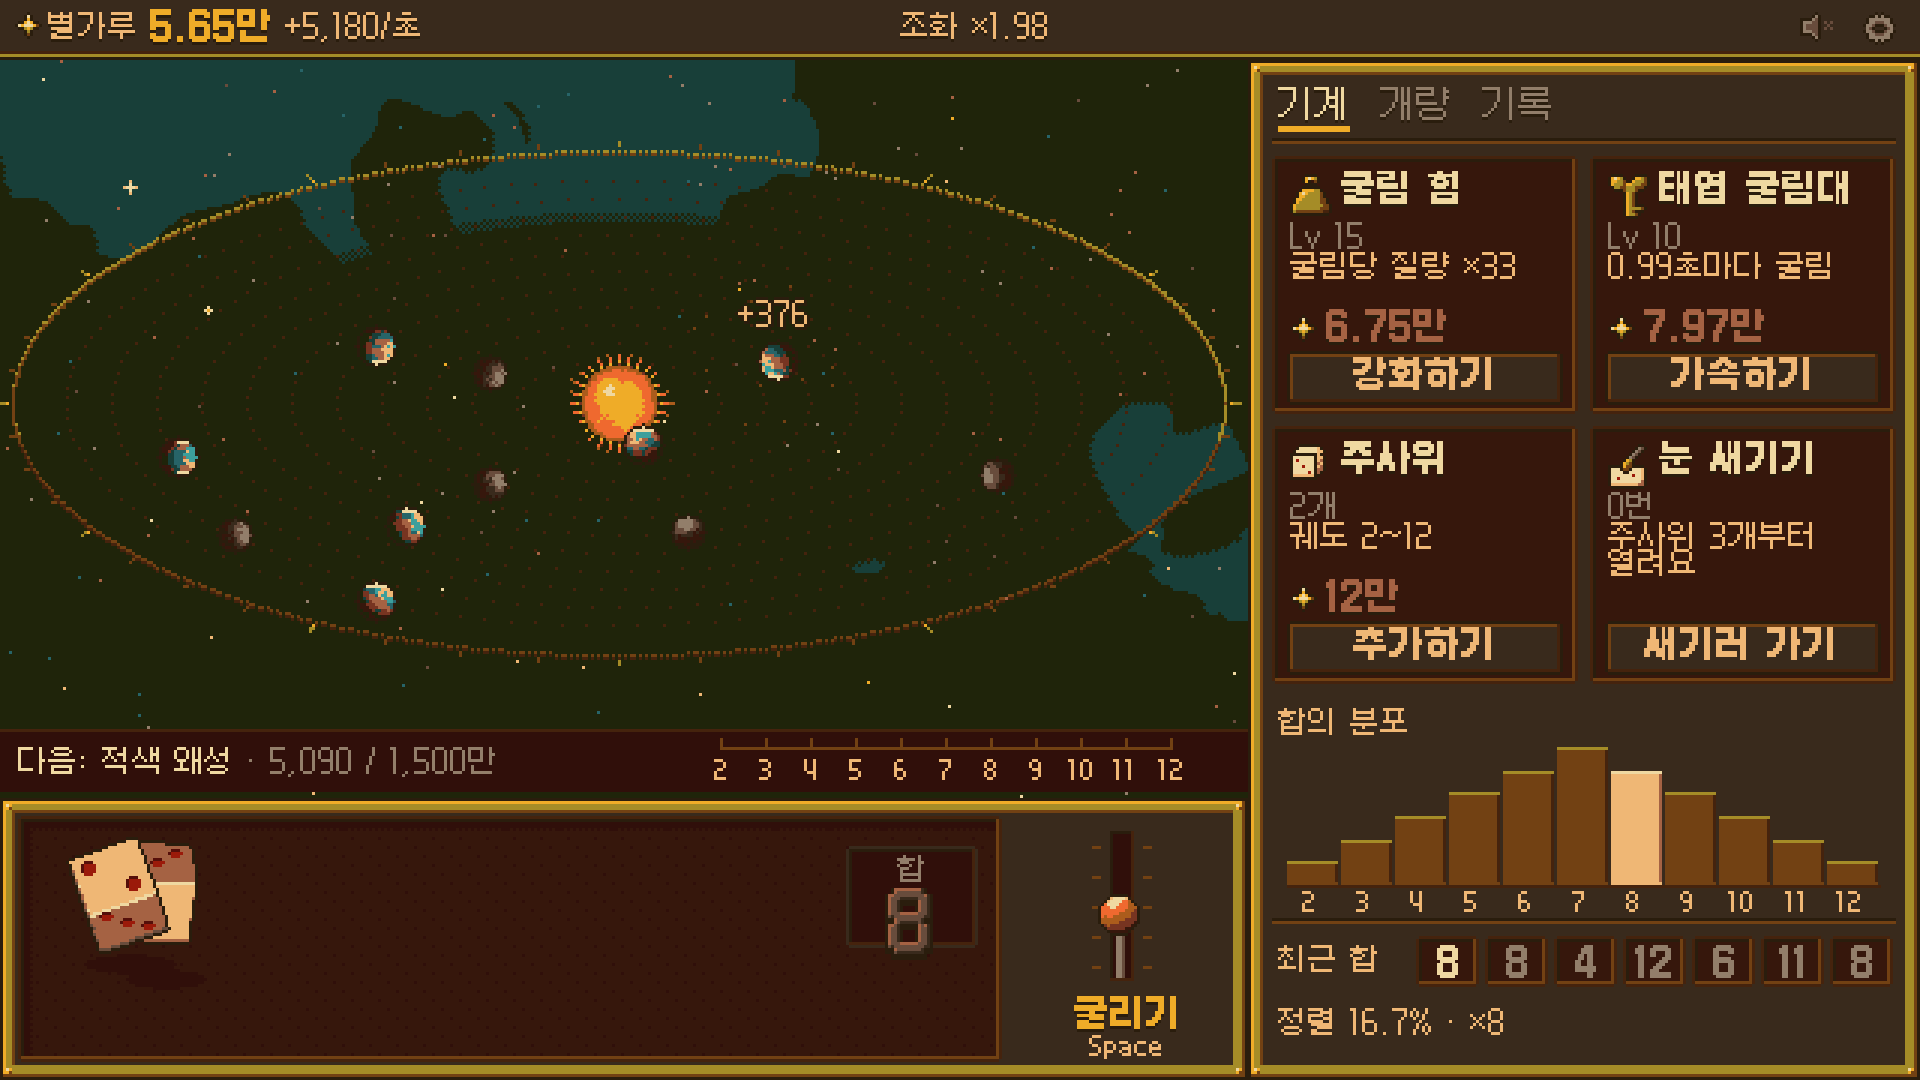 별가루 5.65만 +5,180/초
조화 ×1.98
기계 개량 기록
굴림 힘
Lv 15
굴림당 질량 ×33
6.75만
강화하기
태엽 굴림대
Lv 10
0.99초마다 굴림
7.97만
가속하기
+376
주사위
2개
궤도 2~12
12만
추가하기
눈 새기기
0번
주사위 3개부터
열려요
새기러 가기
합의 분포
2 3 4 5 6 7 8 9 10 11 12
최근 합 8 8 4 12 6 11 8
정렬 16.7% · ×8
다음: 적색 왜성 · 5,090 / 1,500만
2 3 4 5 6 7 8 9 10 11 12
합
8
굴리기
Space